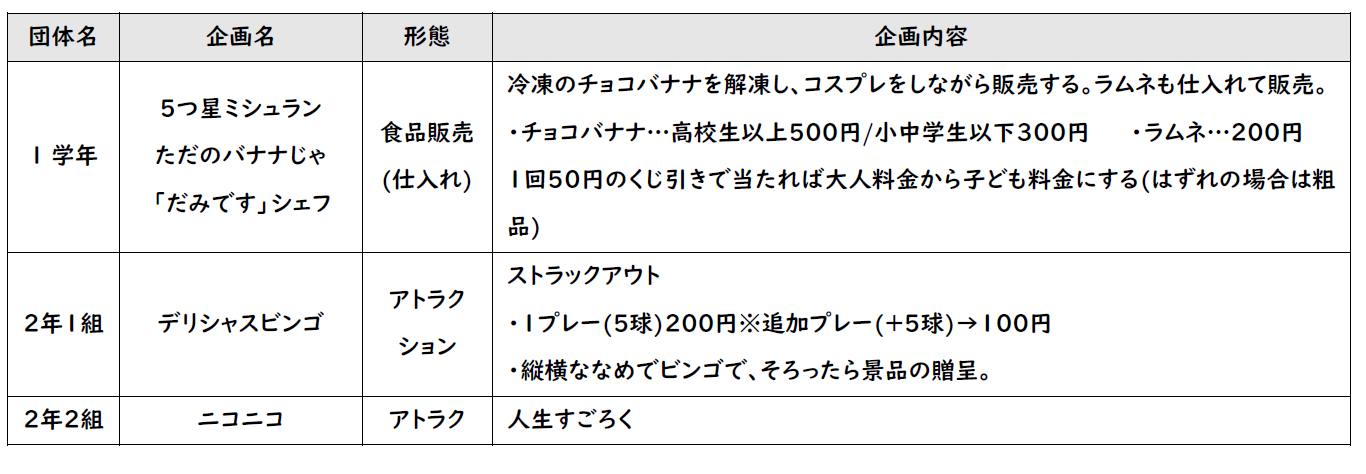 団体名 企画名 形態 企画内容
1学年
5つ星ミシュラン
ただのバナナじゃ
「だみです」シェフ
食品販売
(仕入れ)
冷凍のチョコバナナを解凍し、コスプレをしながら販売する。ラムネも仕入れて販売。
・チョコバナナ…高校生以上500円/小中学生以下300円 ・ラムネ…200円
1回50円のくじ引きで当たれば大人料金から子ども料金にする(はずれの場合は粗
品)
2年1組
デリシャスビンゴ
アトラク
ション
ストラックアウト
・1プレー(5球)200円※追加プレー(+5球)→100円
・縦横ななめでビンゴで、そろったら景品の贈呈。
2年2組 ニコニコ アトラク 人生すごろく